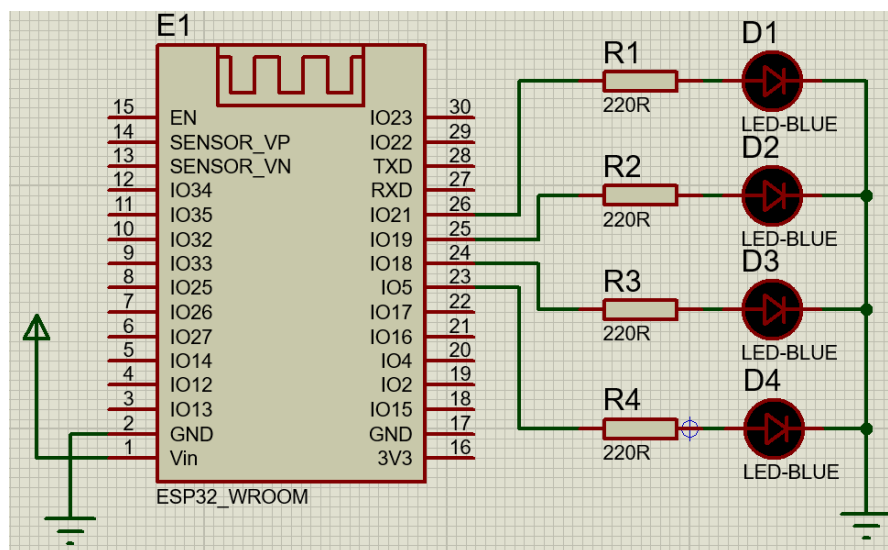 E1
15 EN IO23 30
14 SENSOR_VP IO22 29
13 SENSOR_VN TXD 28
12 IO34 RXD 27
11 IO35 IO21 26
10 IO32 IO19 25
9 IO33 IO18 24
8 IO25 IO5 23
7 IO26 IO17 22
6 IO27 IO16 21
5 IO14 IO4 20
4 IO12 IO2 19
3 IO13 IO15 18
2 GND GND 17
1 Vin 3V3 16
ESP32_WROOM
R1
220R
D1
LED-BLUE
R2
220R
D2
LED-BLUE
R3
220R
D3
LED-BLUE
R4
220R
D4
LED-BLUE